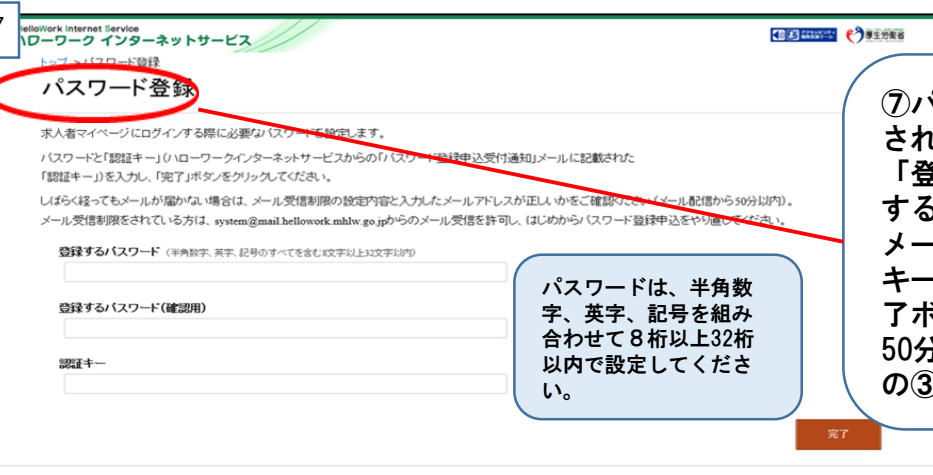 7
HelloWork Internet Service
ハローワーク インターネットサービス
厚生労働省
トップ > パスワード登録
パスワード登録
求人者マイページにログインする際に必要なパスワードを設定します。
パスワードと「認証キー」(ハローワークインターネットサービスからの「パスワード登録申込受付通知」メールに記載された
「認証キー」)を入力し、「完了」ボタンをクリックしてください。
しばらく経ってもメールが届かない場合は、メール受信制限の設定内容と入力したメールアドレスが正しいかをご確認ください(メール配信から50分以内)。
メール受信制限をされている方は、system@mail.hellowork.mhlw.go.jpからのメール受信を許可し、はじめからパスワード登録申込をやり直してください。
登録するパスワード (半角数字、英字、記号のすべてを含む8文字以上32文字以内)
登録するパスワード(確認用)
認証キー
パスワードは、半角数
字、英字、記号を組み
合わせて８桁以上32桁
以内で設定してくださ
い。
⑦パ
され
「登
する
メー
キー
了ボ
50分
の③
完了